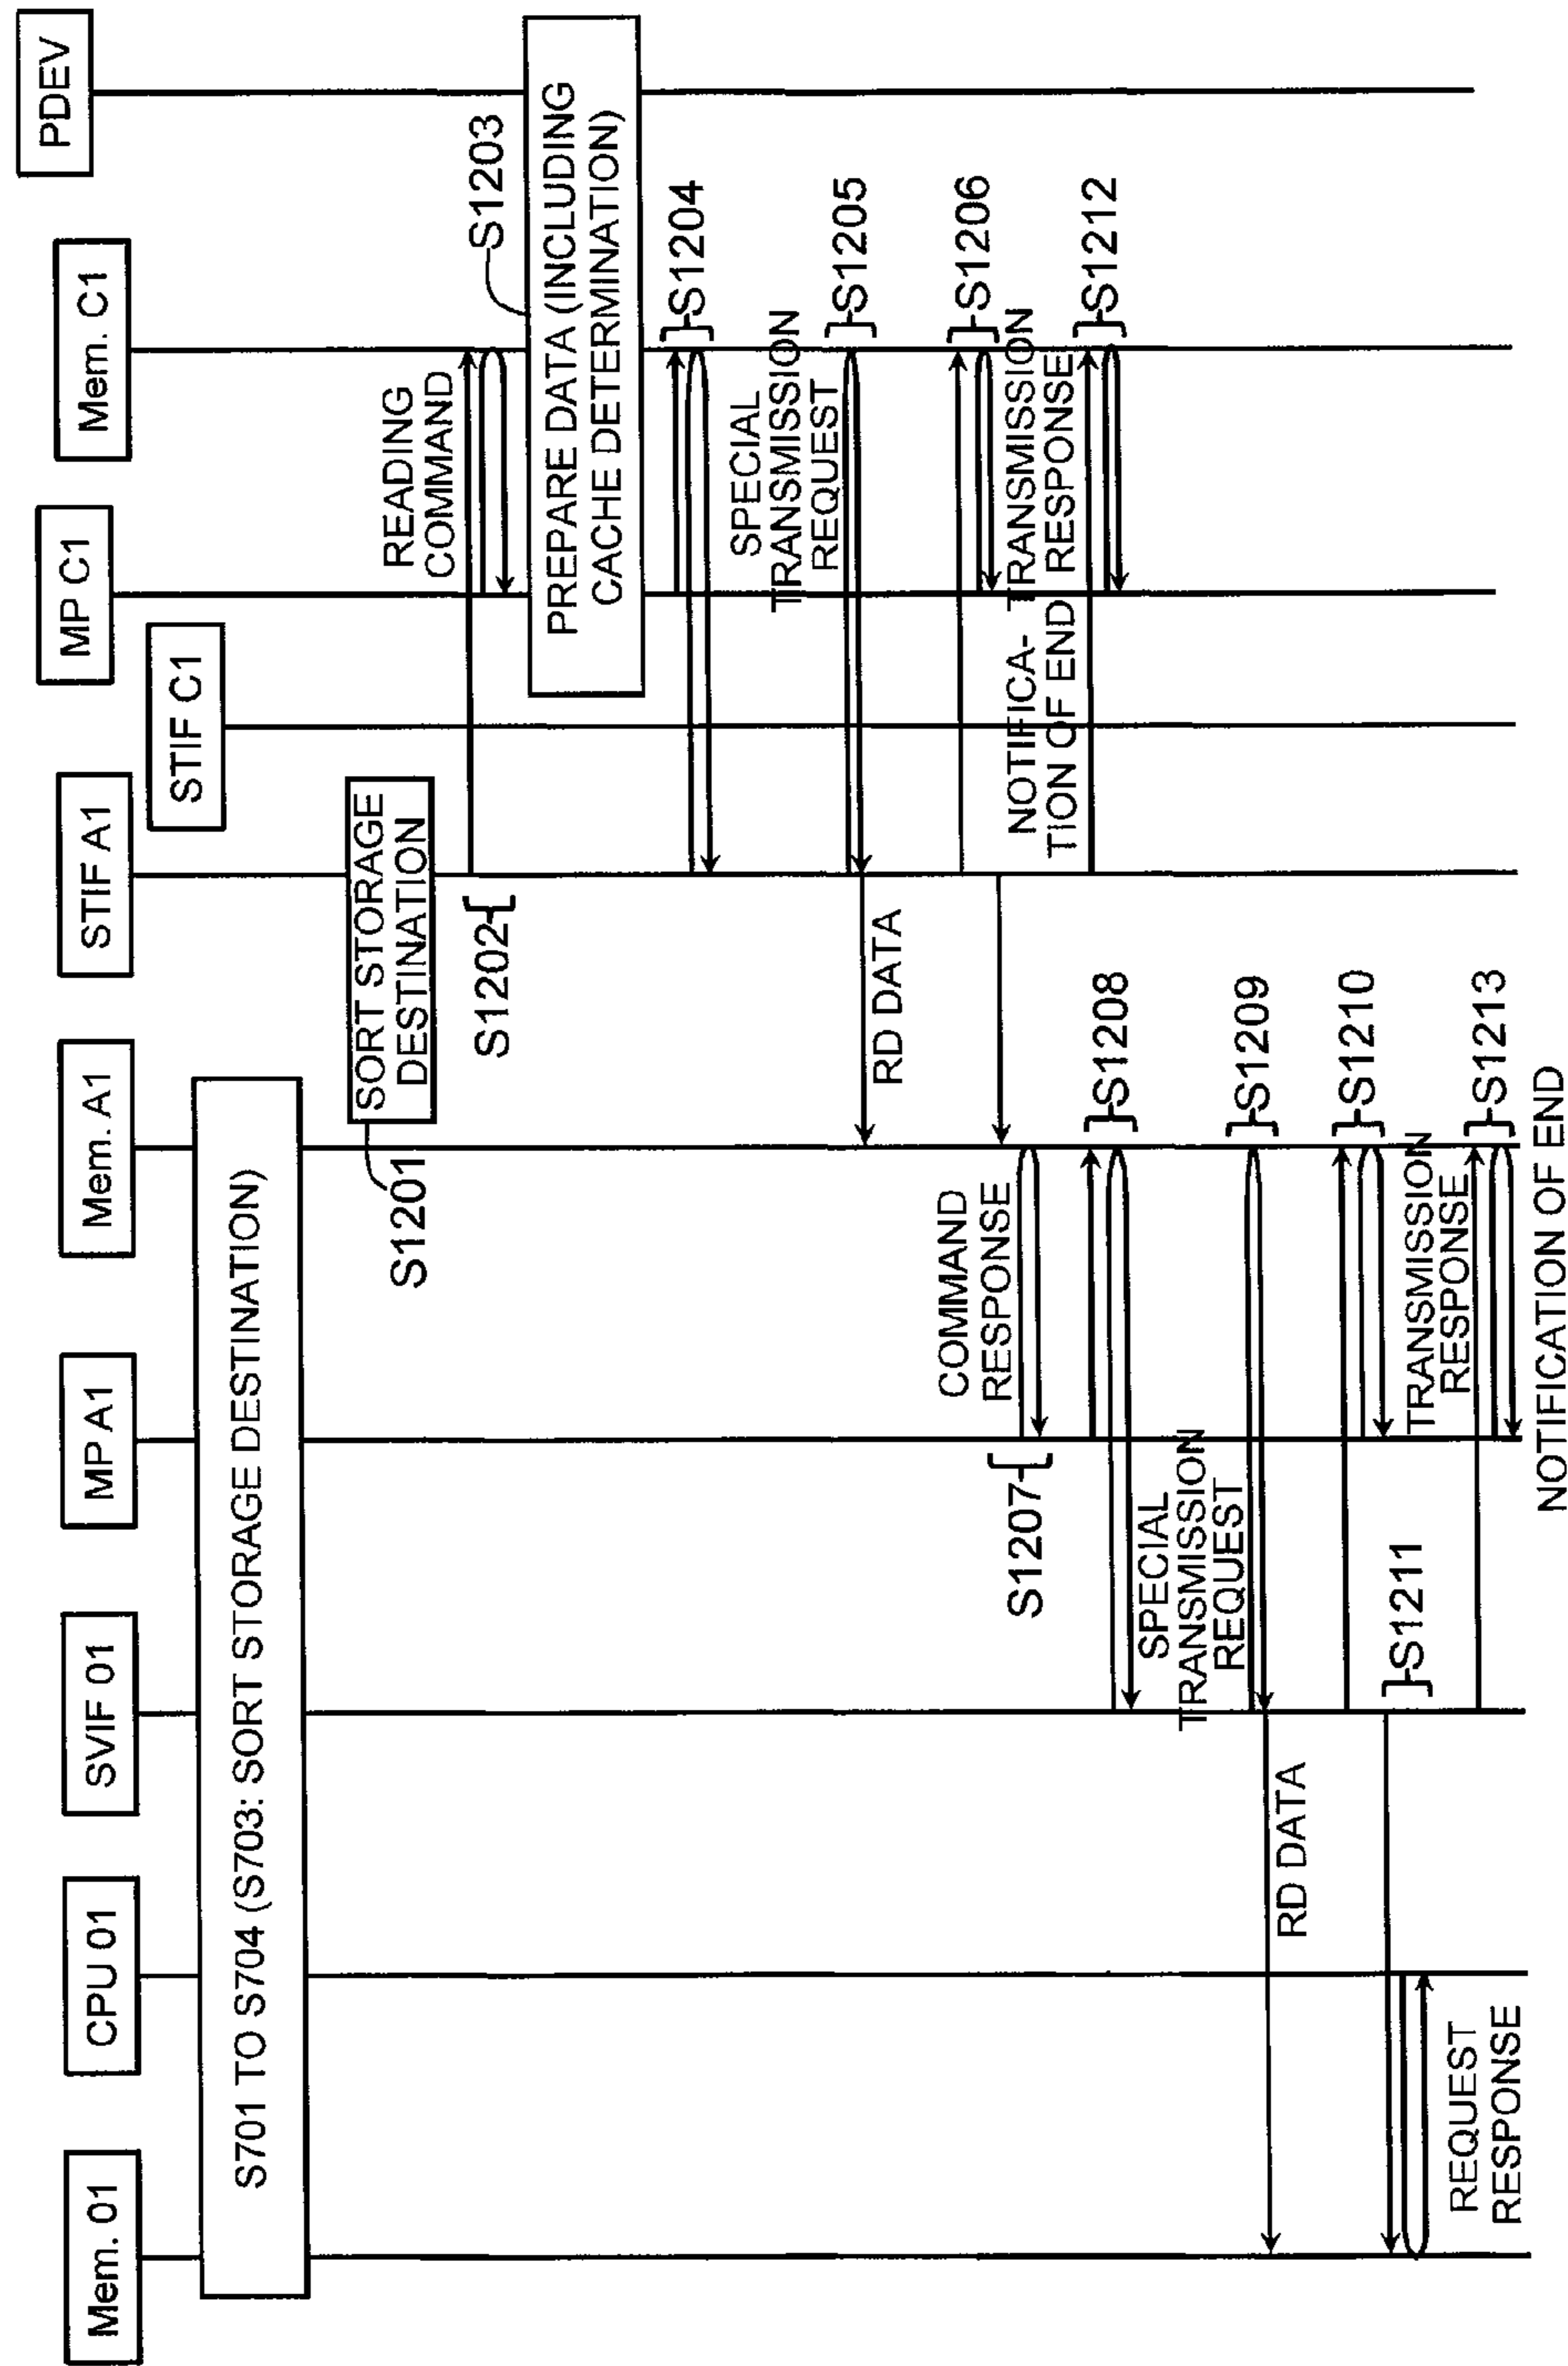 Mem. 01
CPU 01
SVIF 01
MP A1
Mem. A1
STIF A1
STIF C1
MP C1
Mem. C1
PDEV
S701 TO S704 (S703: SORT STORAGE DESTINATION)
S1201
SORT STORAGE
DESTINATION
S1202
READING
COMMAND
S1203
PREPARE DATA (INCLUDING
CACHE DETERMINATION)
S1204
SPECIAL
TRANSMISSION
REQUEST
S1205
RD DATA
S1206
COMMAND
RESPONSE
S1207
NOTIFICA-
TION OF END
TRANSMISSION
RESPONSE
S1212
S1208
SPECIAL
TRANSMISSION
REQUEST
S1209
RD DATA
S1210
S1211
TRANSMISSION
RESPONSE
S1213
REQUEST
RESPONSE
NOTIFICATION OF END